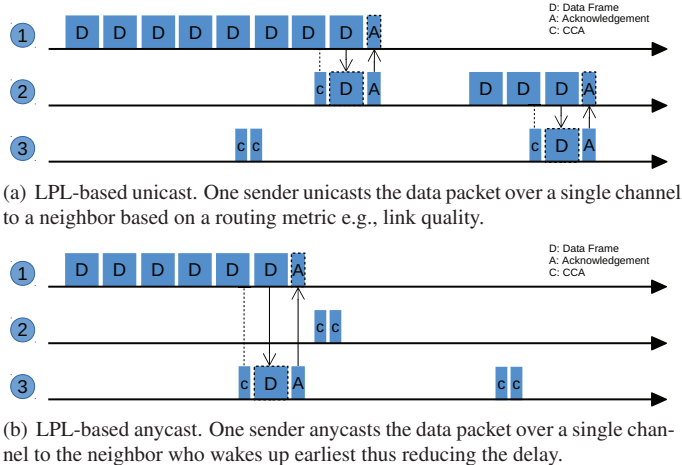 D: Data Frame
A: Acknowledgement
C: CCA
1 D D D D D D D D A
2 c D A D D D A
3 c c c D A
(a) LPL-based unicast. One sender unicasts the data packet over a single channel
to a neighbor based on a routing metric e.g., link quality.
D: Data Frame
A: Acknowledgement
C: CCA
1 D D D D D D A
2 c c
3 c D A c c
(b) LPL-based anycast. One sender anycasts the data packet over a single chan-
nel to the neighbor who wakes up earliest thus reducing the delay.